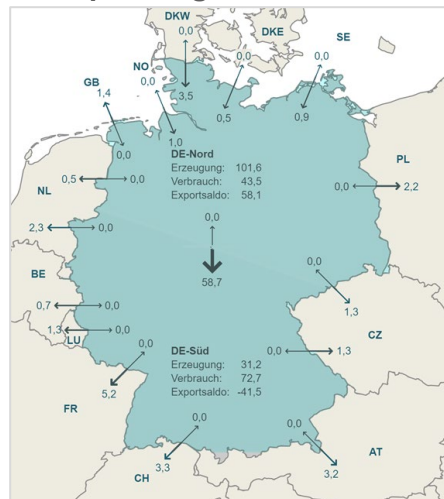 DKW
0,0
DKE
0,0
SE
0,0
NO
0,0
GB
1,4
3,5
0,5
0,9
1,0
0,0
DE-Nord
Erzeugung: 101,6
Verbrauch: 43,5
Exportsaldo: 58,1
PL
0,0
2,2
0,5
0,0
NL
2,3
0,0
0,0
58,7
BE
0,0
1,3
0,7
0,0
CZ
1,3
0,0
LU
0,0
1,3
0,0
DE-Süd
Erzeugung: 31,2
Verbrauch: 72,7
Exportsaldo: -41,5
5,2
FR
0,0
0,0
AT
3,3
3,2
CH